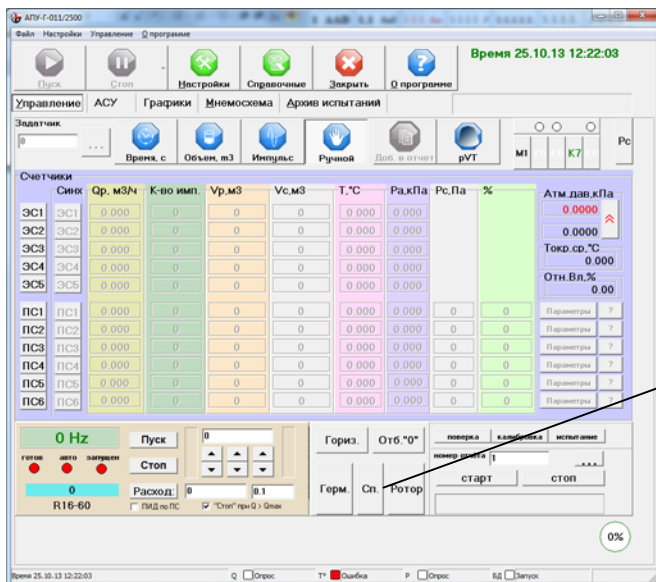 АПУ-Г-011/2500
Файл Настройки Управление О программе
Пуск Стоп Настройки Справочные Закрыть О программе
Время 25.10.13 12:22:03
Управление АСУ Графики Мнемосхема Архив испытаний
Задатчик
0 ... Время, с Объем, m3 Импульс Ручной Доб. в отчет pVT М1 К7 Рс
Счетчики
Синх Qp, м3/ч К-во имп. Vp,м3 Vc,м3 T,°C Pa,кПа Pc,Па % Атм.дав,кПа
ЭС1 ЭС1 0.000 0 0 0 0.000 0.000 0.0000
ЭС2 ЭС2 0.000 0 0 0 0.000 0.000 0.0000
ЭС3 ЭС3 0.000 0 0 0 0.000 0.000 Токр.ср,°C
ЭС4 ЭС4 0.000 0 0 0 0.000 0.000 0.000
ЭС5 ЭС5 0.000 0 0 0 0.000 0.000 Отн.Вл,%
0.00
ПС1 ПС1 0.000 0 0 0 0.000 0.000 0 0 Параметры ?
ПС2 ПС2 0.000 0 0 0 0.000 0.000 0 0 Параметры ?
ПС3 ПС3 0.000 0 0 0 0.000 0.000 0 0 Параметры ?
ПС4 ПС4 0.000 0 0 0 0.000 0.000 0 0 Параметры ?
ПС5 ПС5 0.000 0 0 0 0.000 0.000 0 0 Параметры ?
ПС6 ПС6 0.000 0 0 0 0.000 0.000 0 0 Параметры ?
0 Hz Пуск 0 Гориз. Отб."0" поверка калибровка испытание
готов авто запущен Стоп номер отчета 1 ...
Герм. Сп. Ротор старт стоп
0 Расход: 0 0.1
R16-60 ПИД по ПС "Стоп" при Q > Qmax
0%
Время 25.10.13 12:22:03 Q Опрос T° Ошибка P Опрос БД Запуск